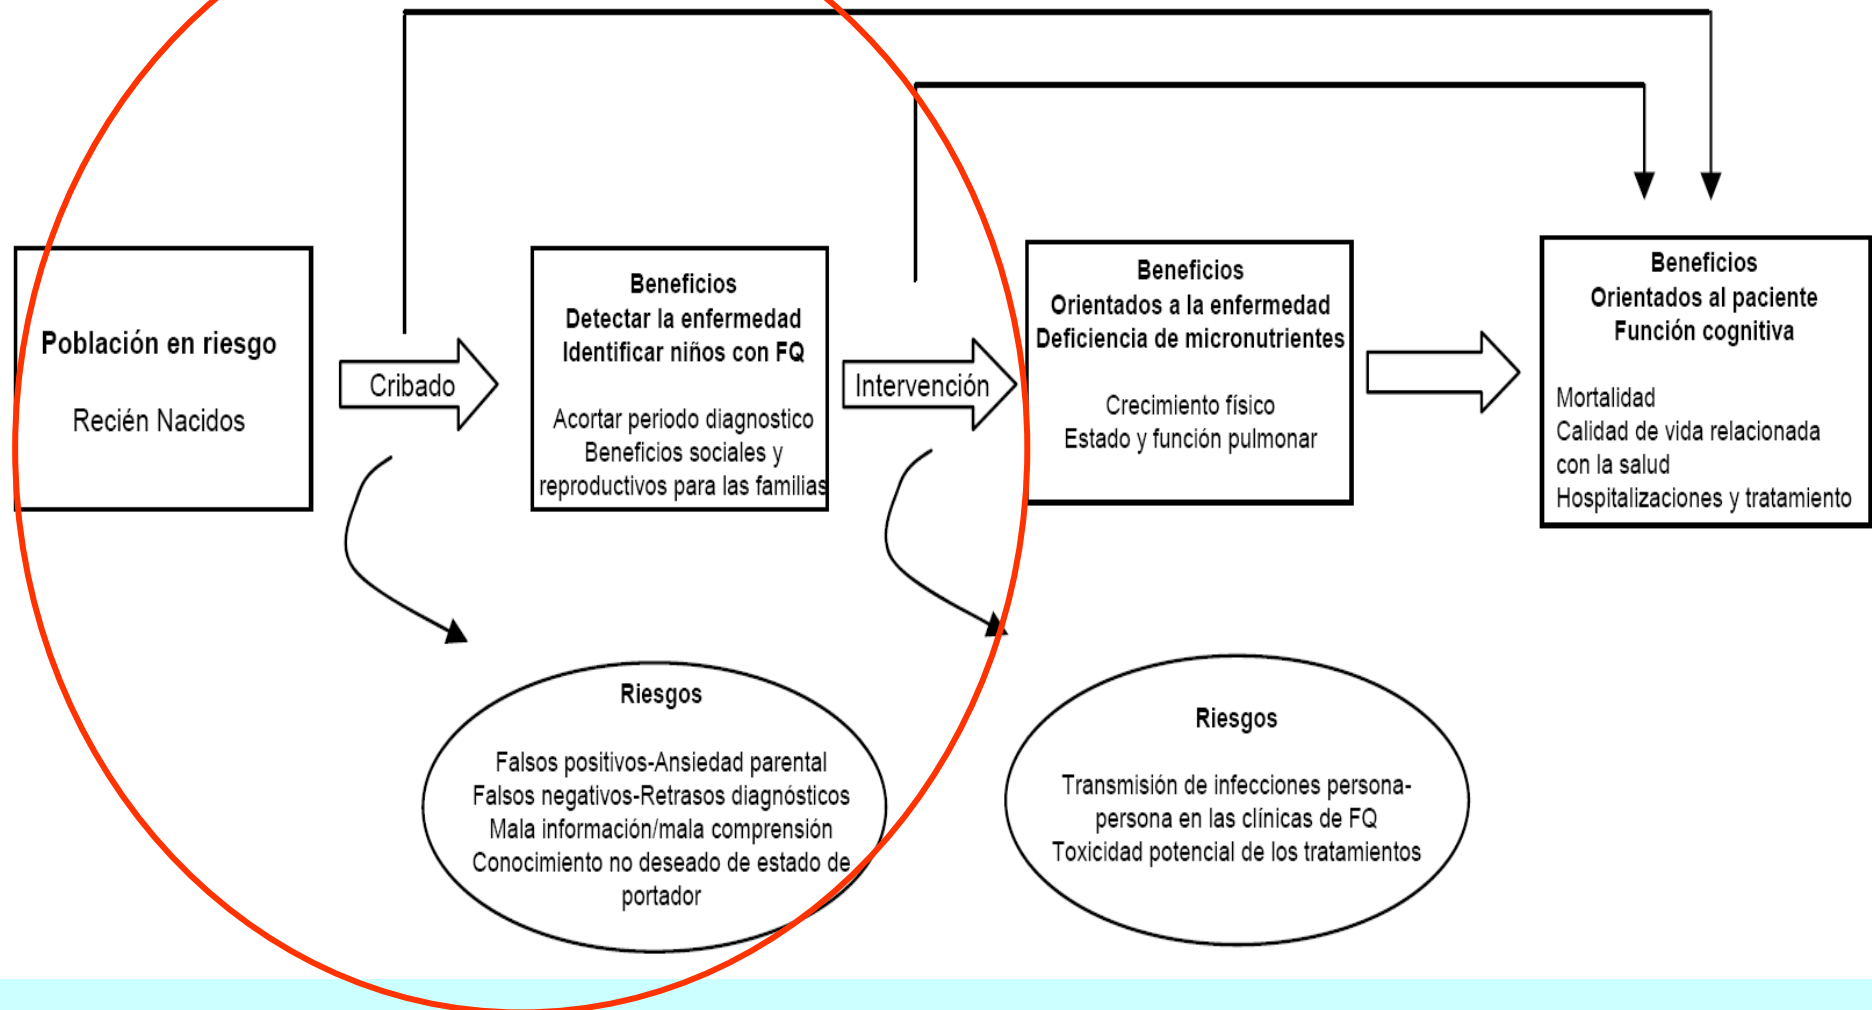 Población en riesgo
Recién Nacidos
Cribado
Beneficios
Detectar la enfermedad
Identificar niños con FQ
Acortar periodo diagnostico
Beneficios sociales y
reproductivos para las familias
Intervención
Beneficios
Orientados a la enfermedad
Deficiencia de micronutrientes
Crecimiento físico
Estado y función pulmonar
Beneficios
Orientados al paciente
Función cognitiva
Mortalidad
Calidad de vida relacionada
con la salud
Hospitalizaciones y tratamiento
Riesgos
Falsos positivos-Ansiedad parental
Falsos negativos-Retrasos diagnósticos
Mala información/mala comprensión
Conocimiento no deseado de estado de
portador
Riesgos
Transmisión de infecciones persona-
persona en las clínicas de FQ
Toxicidad potencial de los tratamientos